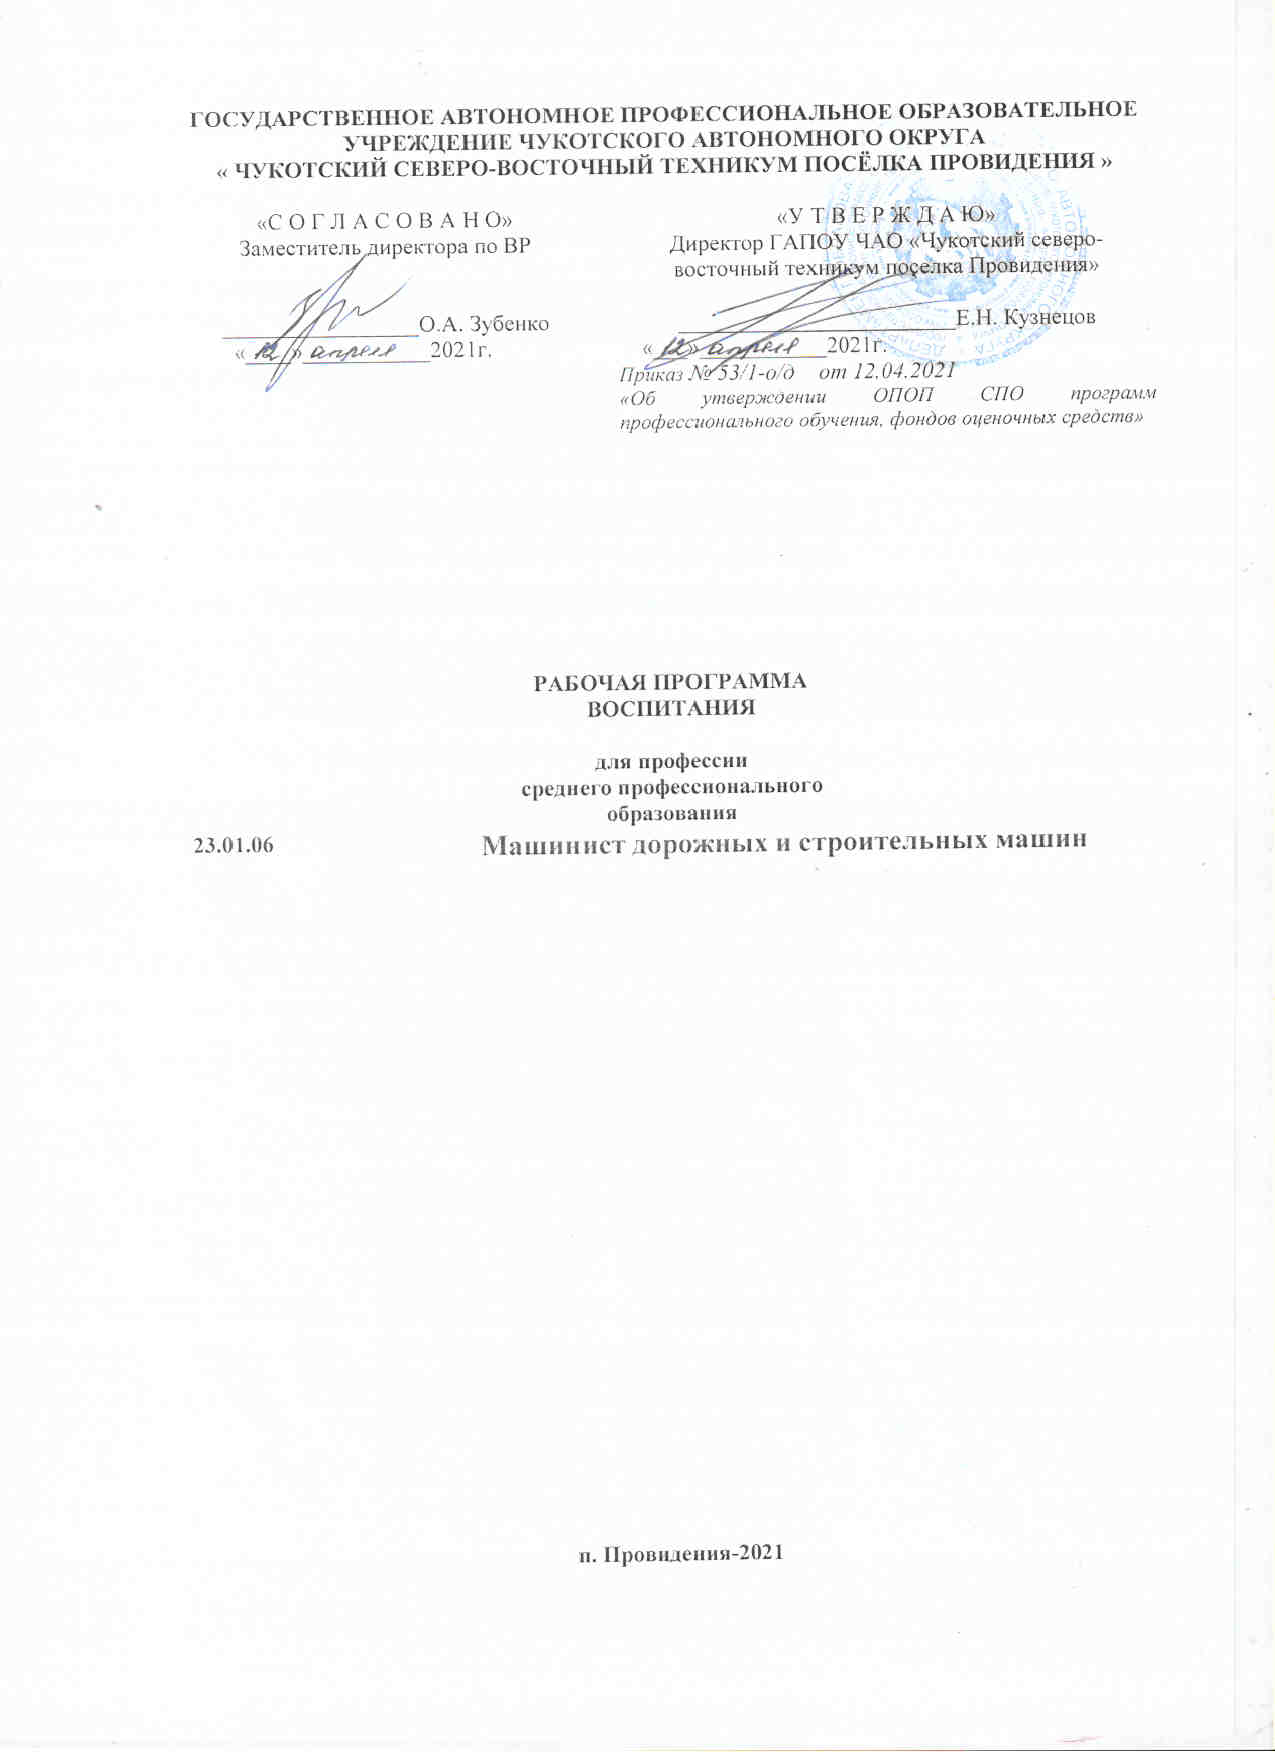 ГОСУДАРСТВЕННОЕ АВТОНОМНОЕ ПРОФЕССИОНАЛЬНОЕ ОБРАЗОВАТЕЛЬНОЕ
УЧРЕЖДЕНИЕ ЧУКОТСКОГО АВТОНОМНОГО ОКРУГА
« ЧУКОТСКИЙ СЕВЕРО-ВОСТОЧНЫЙ ТЕХНИКУМ ПОСЁЛКА ПРОВИДЕНИЯ »
«С О Г Л А С О В А Н О»
Заместитель директора по ВР
О.А. Зубенко
« 12 » апреля 2021г.
«У Т В Е Р Ж Д А Ю»
Директор ГАПОУ ЧАО «Чукотский северо-
восточный техникум поселка Провидения»
Е.Н. Кузнецов
« 12 » апреля 2021г.
Приказ № 53/1-о/д от 12.04.2021
«Об утверждении ОПОП СПО программ
профессионального обучения, фондов оценочных средств»
РАБОЧАЯ ПРОГРАММА
ВОСПИТАНИЯ
для профессии
среднего профессионального
образования
23.01.06 Машинист дорожных и строительных машин
п. Провидения-2021